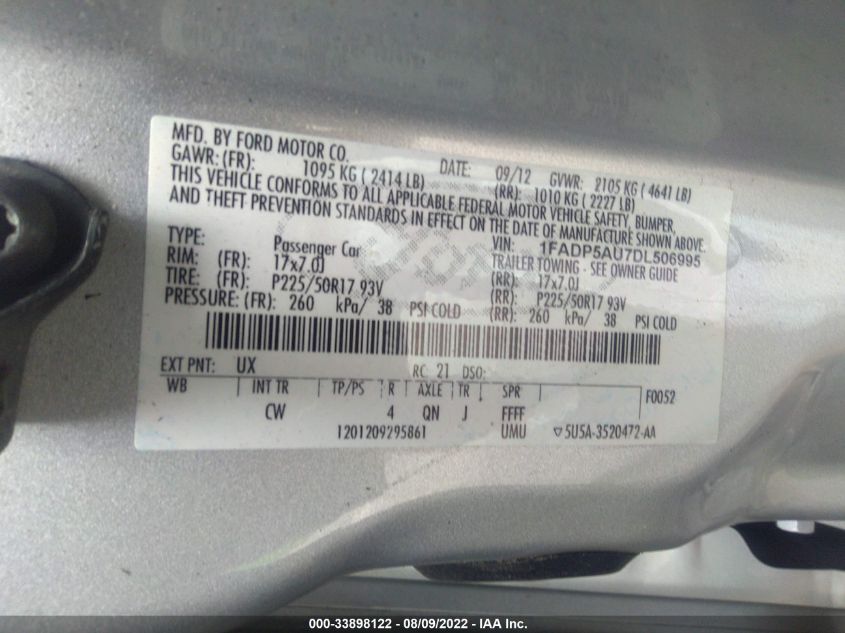 MFD. BY FORD MOTOR CO.
DATE: 09/12 GVWR: 2105 KG ( 4641 LB)
GAWR:(FR): 1095 KG ( 2414 LB) (RR): 1010 KG ( 2227 LB)
THIS VEHICLE CONFORMS TO ALL APPLICABLE FEDERAL MOTOR VEHICLE SAFETY, BUMPER,
AND THEFT PREVENTION STANDARDS IN EFFECT ON THE DATE OF MANUFACTURE SHOWN ABOVE.
VIN: 1FADP5AU7DL506995
TYPE: Passenger Car TRAILER TOWING - SEE OWNER GUIDE
RIM: (FR): 17x7.0J (RR): 17x7.0J
TIRE: (FR): P225/50R17 93V (RR): P225/50R17 93V
PRESSURE: (FR): 260 kPa/ 38 PSI COLD (RR): 260 kPa/ 38 PSI COLD
EXT PNT: UX RC 21 DSO:
WB INT TR TP/PS R AXLE TR SPR F0052
CW 4 QN J FFFF
1201209295861 UMU ▽5U5A-3520472-AA
000-33898122 - 08/09/2022 - IAA Inc.